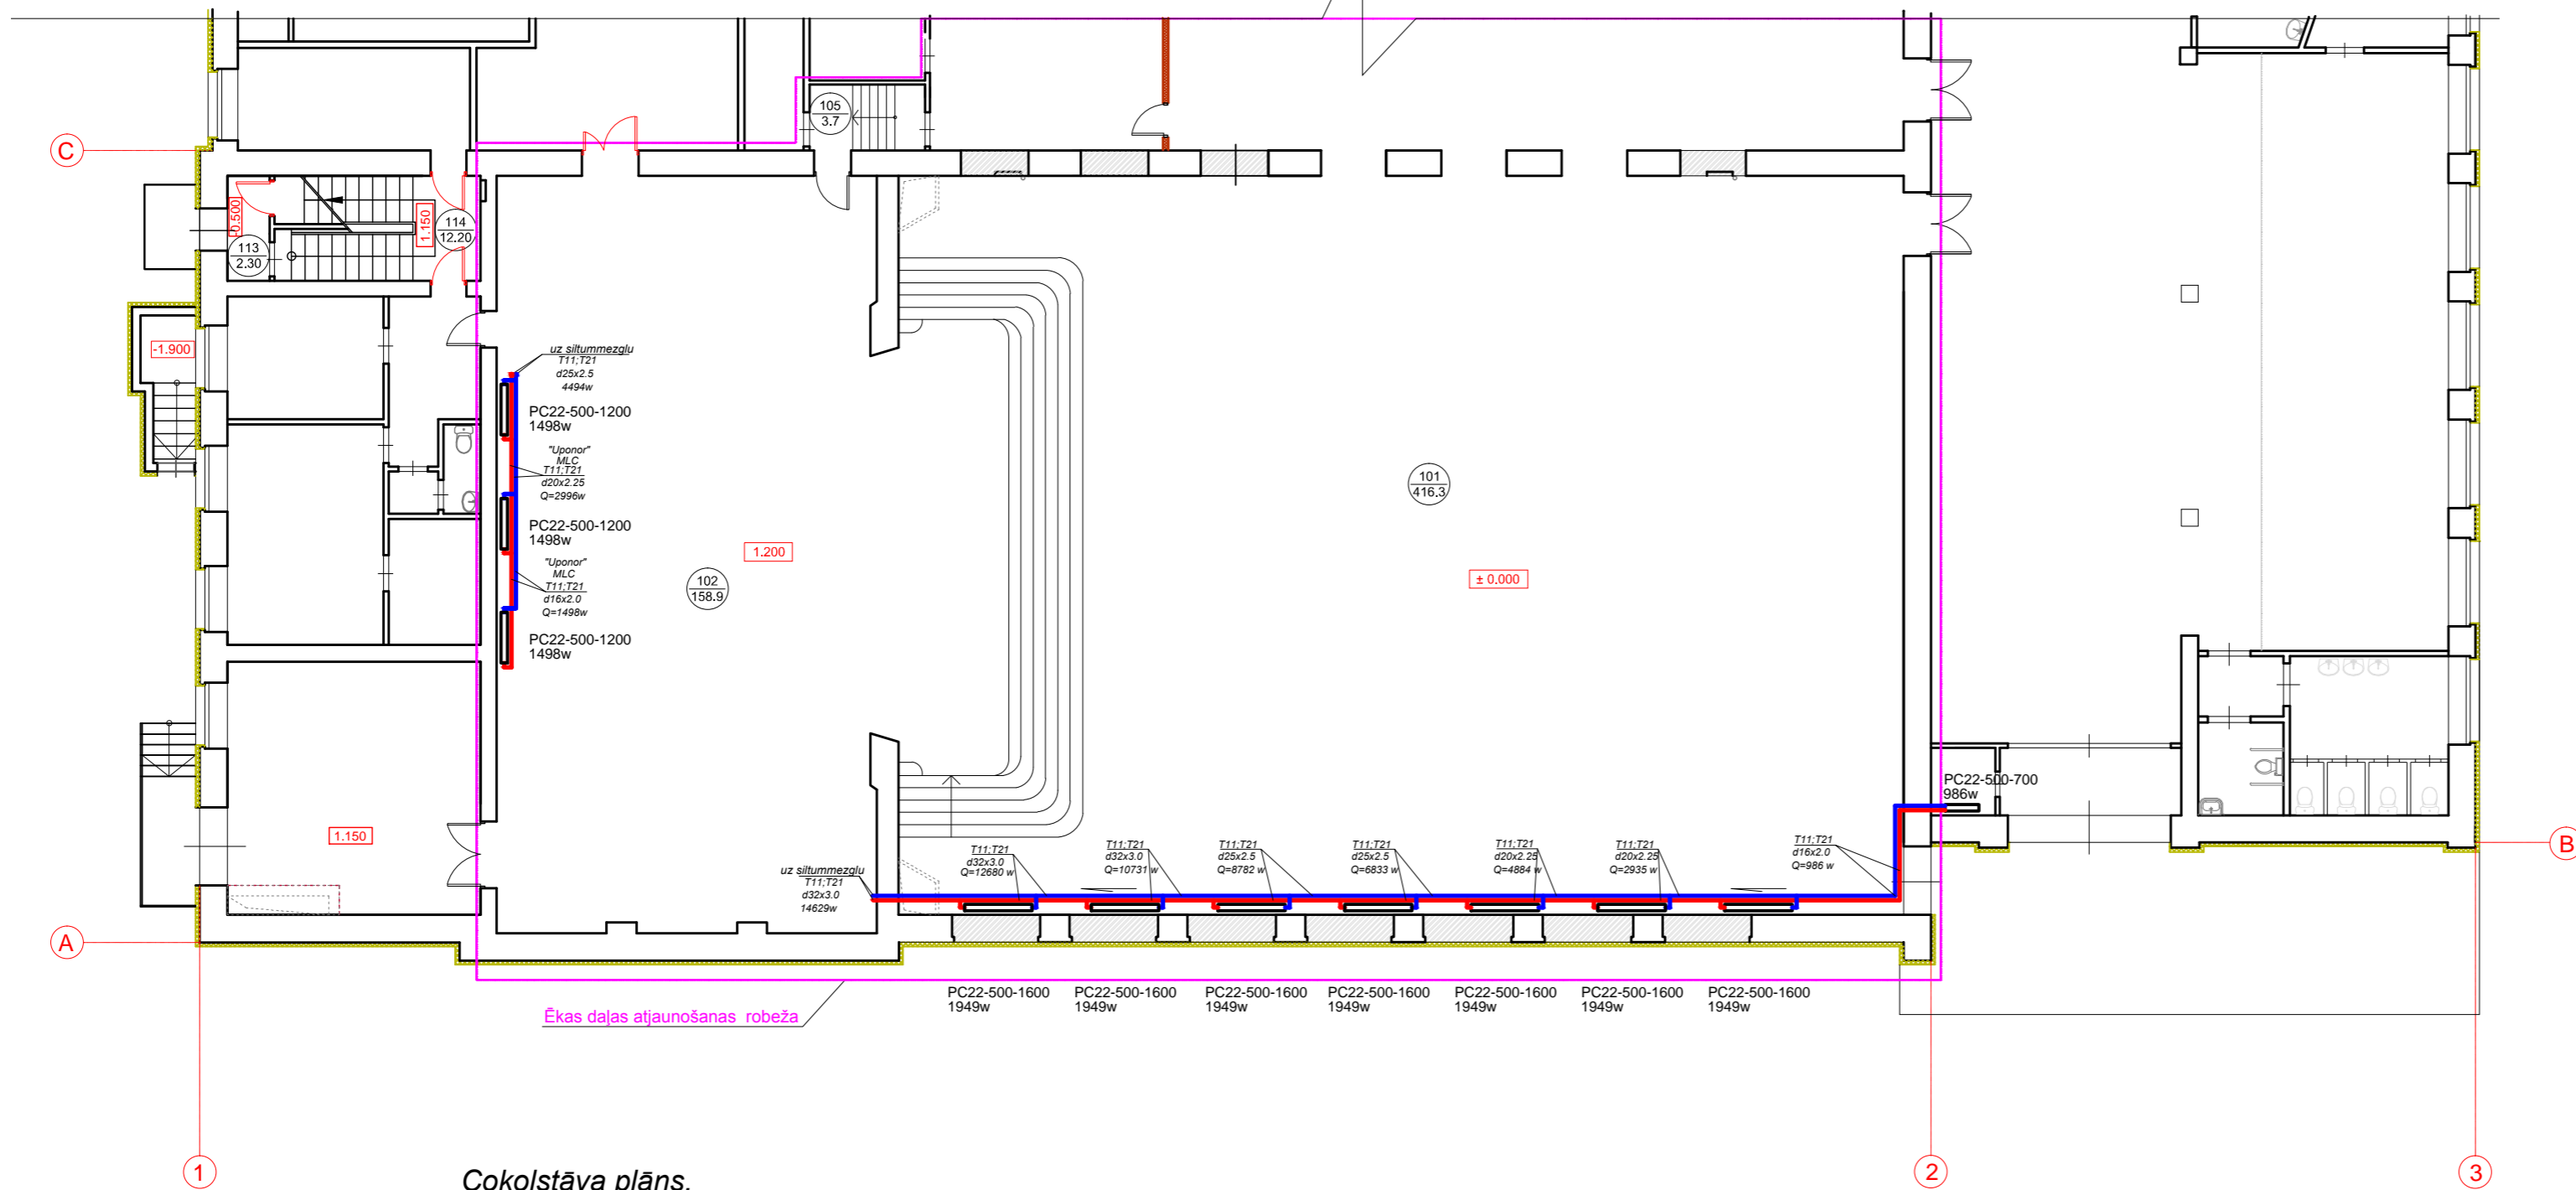 C
105
3.7
-0.500
1.150
114
12.20
113
2.30
-1.900
uz siltummezglu
T11;T21
d25x2.5
4494w
PC22-500-1200
1498w
"Uponor"
MLC
T11;T21
d20x2.25
Q=2996w
PC22-500-1200
1498w
"Uponor"
MLC
T11;T21
d16x2.0
Q=1498w
PC22-500-1200
1498w
1.200
102
158.9
101
416.3
± 0.000
1.150
PC22-500-700
986w
uz siltummezglu
T11;T21
d32x3.0
14629w
T11;T21
d32x3.0
Q=12680 w
T11;T21
d32x3.0
Q=10731 w
T11;T21
d25x2.5
Q=8782 w
T11;T21
d25x2.5
Q=6833 w
T11;T21
d20x2.25
Q=4884 w
T11;T21
d20x2.25
Q=2935 w
T11;T21
d16x2.0
Q=986 w
B
A
PC22-500-1600
1949w
PC22-500-1600
1949w
PC22-500-1600
1949w
PC22-500-1600
1949w
PC22-500-1600
1949w
PC22-500-1600
1949w
PC22-500-1600
1949w
Ēkas daļas atjaunošanas robeža
1
2
3
Cokolstāva plāns.